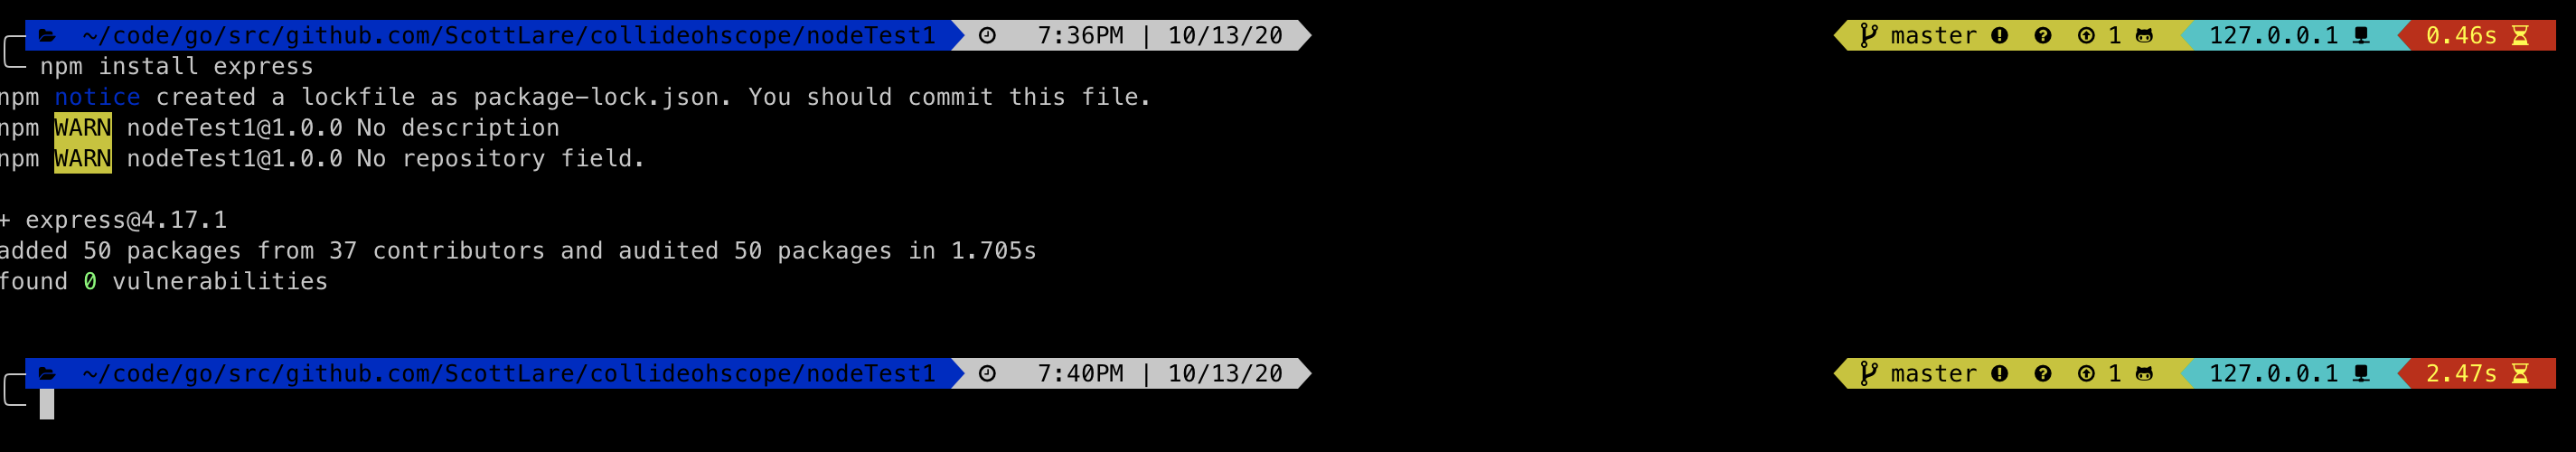 ~/code/go/src/github.com/ScottLare/collideohscope/nodeTest1 7:36PM | 10/13/20 master 1 127.0.0.1 0.46s
npm install express
npm notice created a lockfile as package-lock.json. You should commit this file.
npm WARN nodeTest1@1.0.0 No description
npm WARN nodeTest1@1.0.0 No repository field.
+ express@4.17.1
added 50 packages from 37 contributors and audited 50 packages in 1.705s
found 0 vulnerabilities
~/code/go/src/github.com/ScottLare/collideohscope/nodeTest1 7:40PM | 10/13/20 master 1 127.0.0.1 2.47s